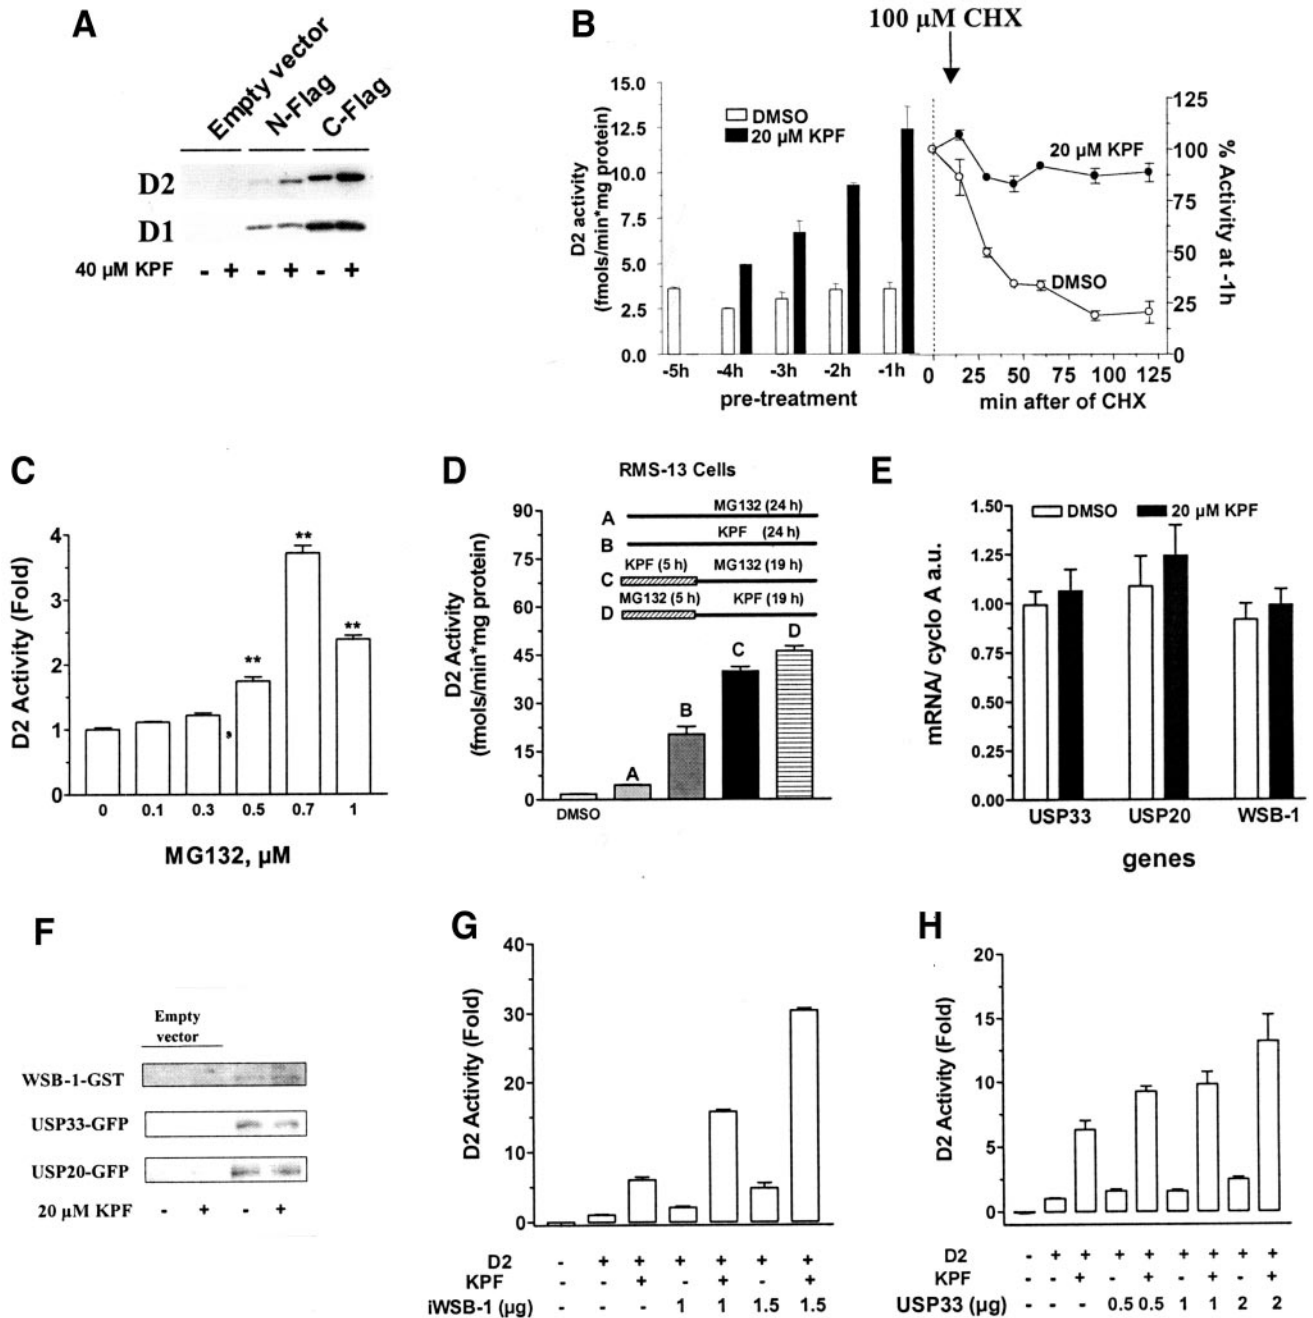 A
Empty vector
N-Flag
C-Flag
D2
D1
40 µM KPF
- + - + - +
B
100 µM CHX
DMSO
20 µM KPF
D2 activity
(fmols/min*mg protein)
15.0
12.5
10.0
7.5
5.0
2.5
0.0
-5h -4h -3h -2h -1h
pre-treatment
20 µM KPF
DMSO
125
100
75
50
25
0
% Activity at -1h
0 25 50 75 100 125
min after of CHX
C
D2 Activity (Fold)
4
3
2
1
0
** ** **
0 0.1 0.3 0.5 0.7 1
MG132, µM
D
RMS-13 Cells
D2 Activity
(fmols/min*mg protein)
90
75
60
45
30
15
0
A MG132 (24 h)
B KPF (24 h)
C KPF (5 h) MG132 (19 h)
D MG132 (5 h) KPF (19 h)
A B C D
DMSO
E
DMSO
20 µM KPF
mRNA/ cyclo A a.u.
1.50
1.25
1.00
0.75
0.50
0.25
0.00
USP33 USP20 WSB-1
genes
F
Empty
vector
WSB-1-GST
USP33-GFP
USP20-GFP
20 µM KPF - + - +
G
D2 Activity (Fold)
40
30
20
10
0
D2 - + + + + + +
KPF - - + - + - +
iWSB-1 (µg) - - - 1 1 1.5 1.5
H
D2 Activity (Fold)
20
15
10
5
0
D2 - + + + + + + + +
KPF - - + - + - + - +
USP33 (µg) - - - 0.5 0.5 1 1 2 2